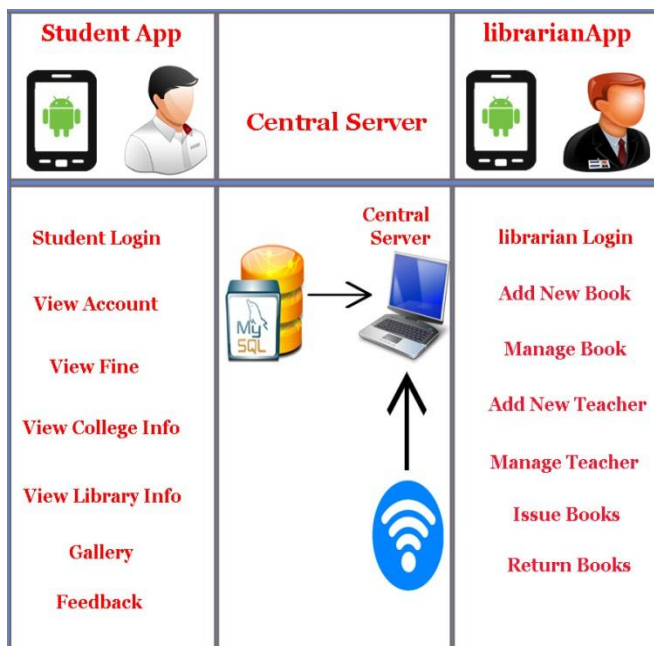 Student App
Central Server
librarianApp
Student Login
View Account
View Fine
View College Info
View Library Info
Gallery
Feedback
Central
Server
My
SQL
librarian Login
Add New Book
Manage Book
Add New Teacher
Manage Teacher
Issue Books
Return Books